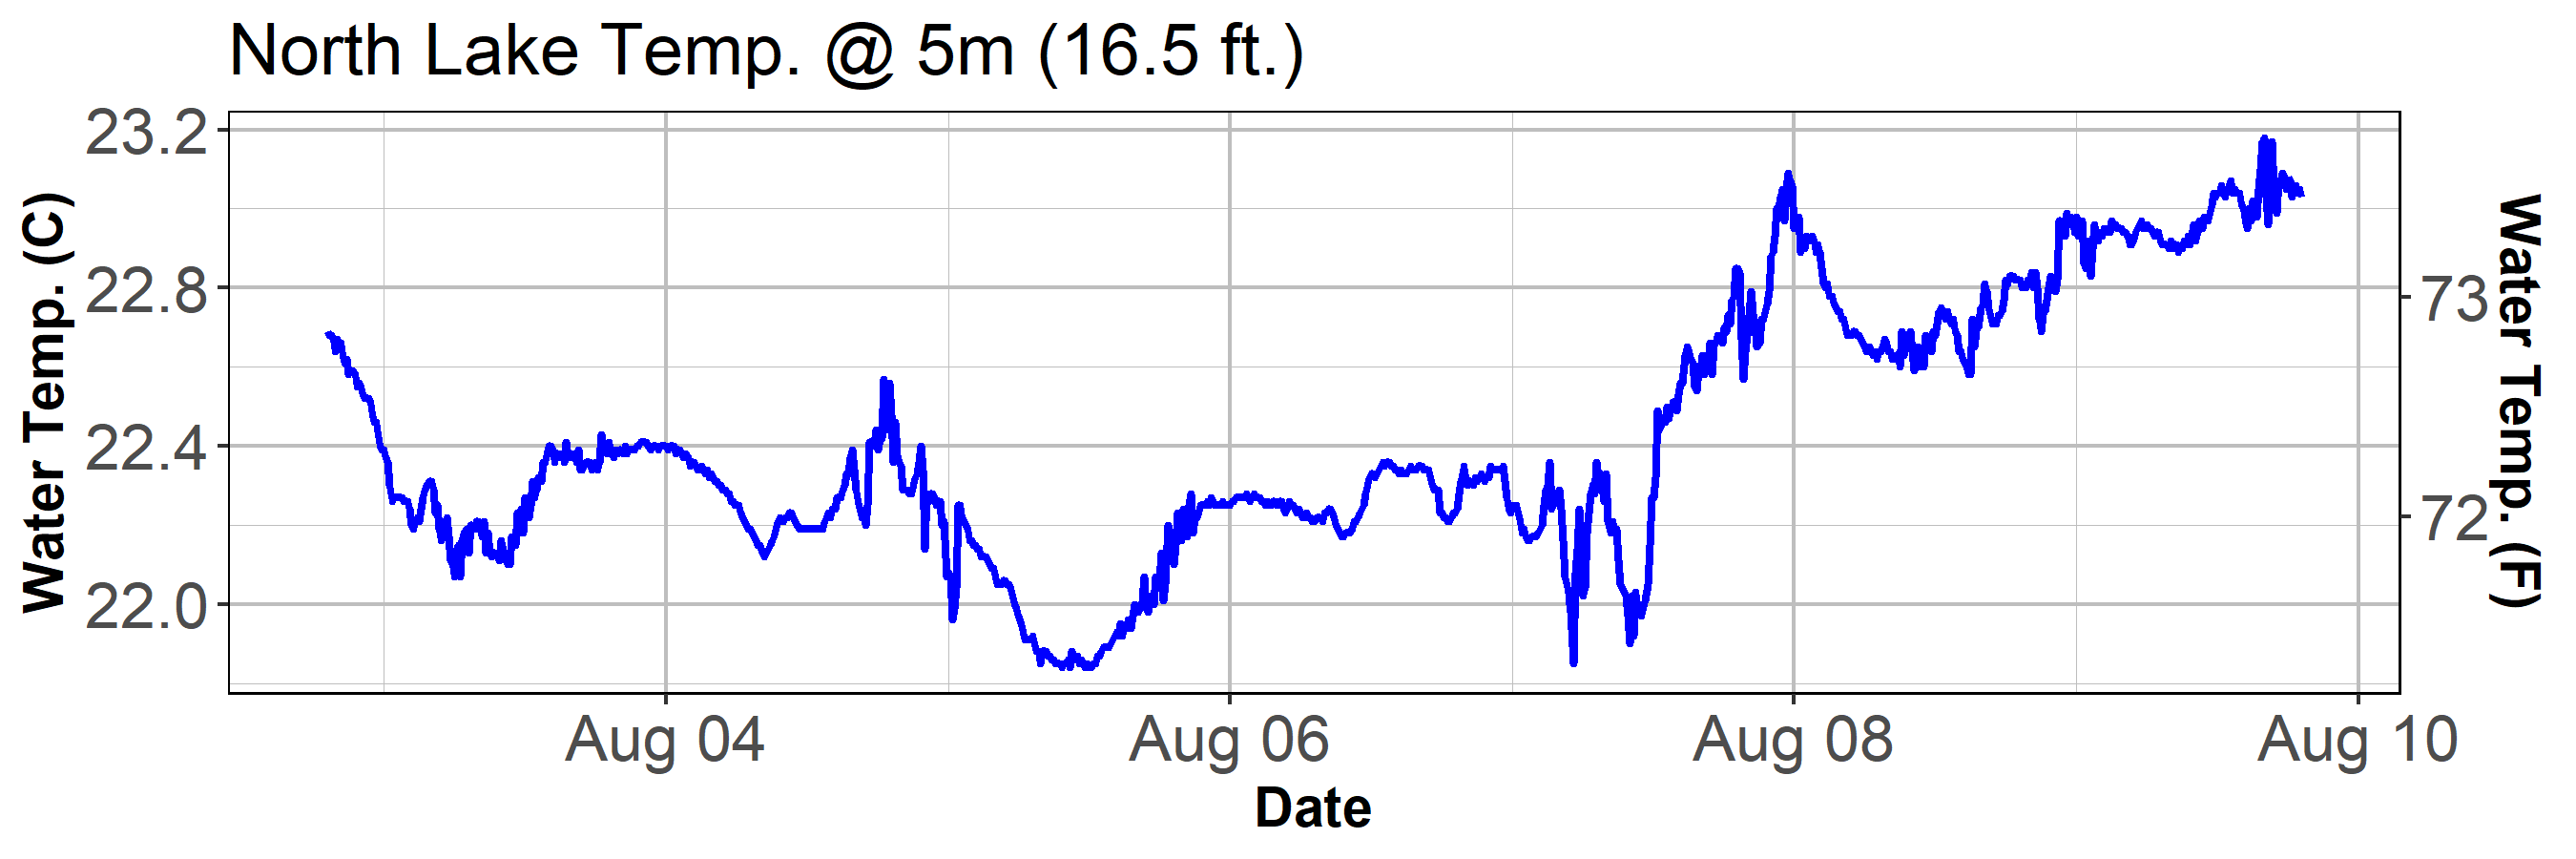 North Lake Temp. @ 5m (16.5 ft.)
Water Temp. (C)
23.2
22.8
22.4
22.0
73
72
Water Temp. (F)
Aug 04 Aug 06 Aug 08 Aug 10
Date